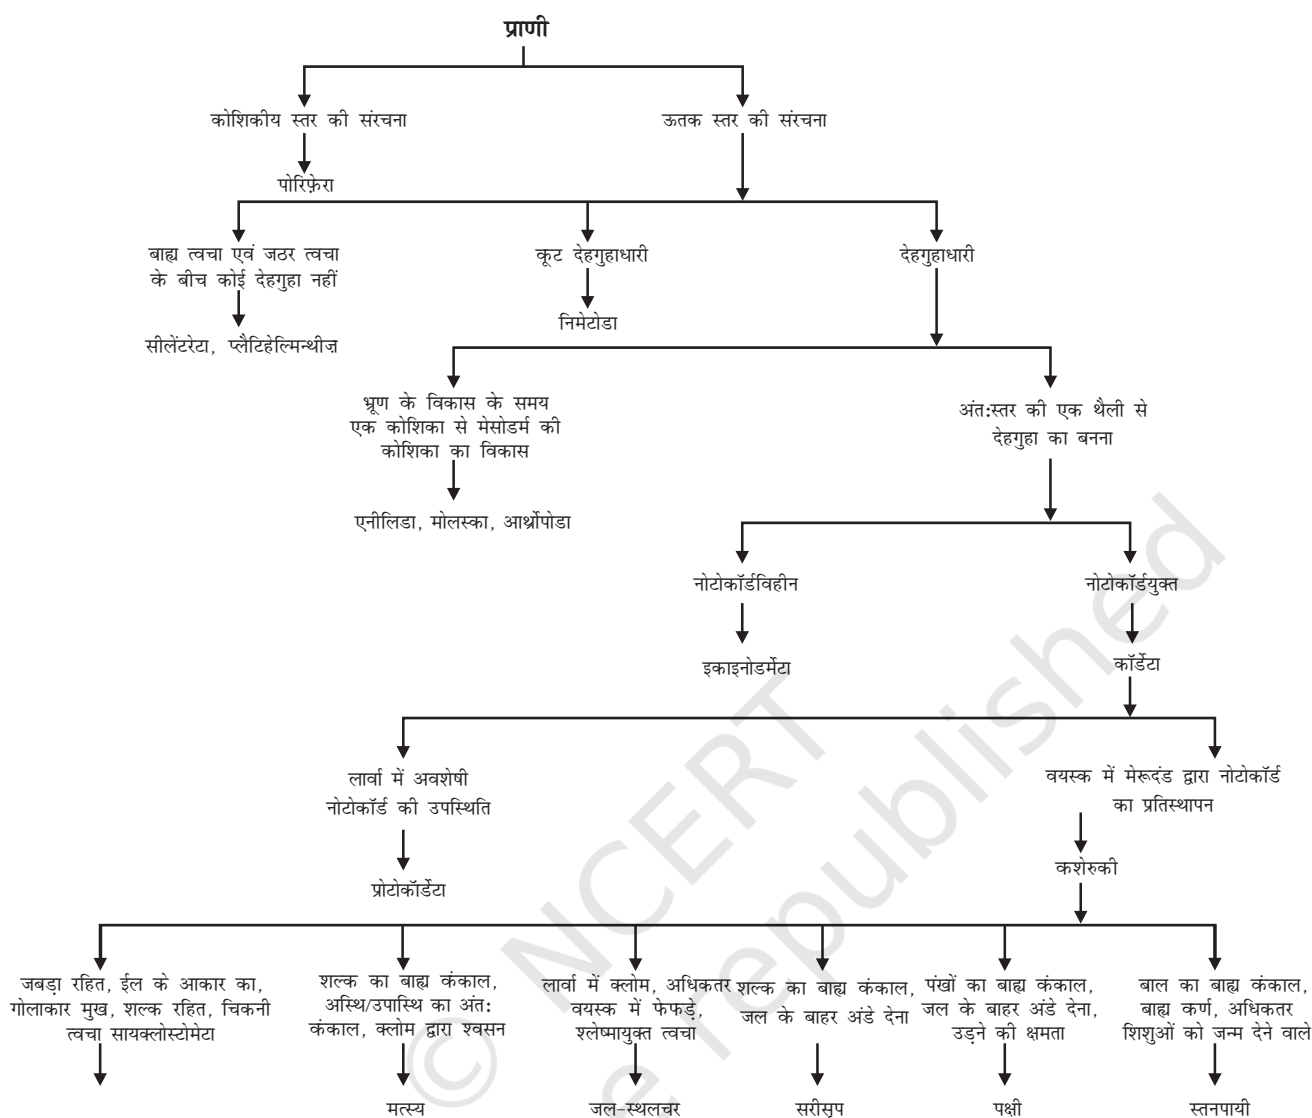 प्राणी
कोशिकीय स्तर की संरचना
ऊतक स्तर की संरचना
पोरिफ़ेरा
बाह्य त्वचा एवं जठर त्वचा
के बीच कोई देहगुहा नहीं
कूट देहगुहाधारी
देहगुहाधारी
सीलेंटरेटा, प्लैटिहेल्मिन्थीज़
निमेटोडा
भ्रूण के विकास के समय
एक कोशिका से मेसोडर्म की
कोशिका का विकास
अंत:स्तर की एक थैली से
देहगुहा का बनना
एनीलिडा, मोलस्का, आर्थ्रोपोडा
नोटोकॉर्डविहीन
नोटोकॉर्डयुक्त
इकाइनोडर्मेटा
कॉर्डेटा
लार्वा में अवशेषी
नोटोकॉर्ड की उपस्थिति
वयस्क में मेरूदंड द्वारा नोटोकॉर्ड
का प्रतिस्थापन
प्रोटोकॉर्डेटा
कशेरुकी
जबड़ा रहित, ईल के आकार का,
गोलाकार मुख, शल्क रहित, चिकनी
त्वचा सायक्लोस्टोमेटा
शल्क का बाह्य कंकाल,
अस्थि/उपास्थि का अंत:
कंकाल, क्लोम द्वारा श्वसन
लार्वा में क्लोम, अधिकतर
वयस्क में फेफड़े,
श्लेष्मायुक्त त्वचा
शल्क का बाह्य कंकाल,
जल के बाहर अंडे देना
पंखों का बाह्य कंकाल,
जल के बाहर अंडे देना,
उड़ने की क्षमता
बाल का बाह्य कंकाल,
बाह्य कर्ण, अधिकतर
शिशुओं को जन्म देने वाले
मत्स्य
जल-स्थलचर
सरीसृप
पक्षी
स्तनपायी
© NCERT
e republished